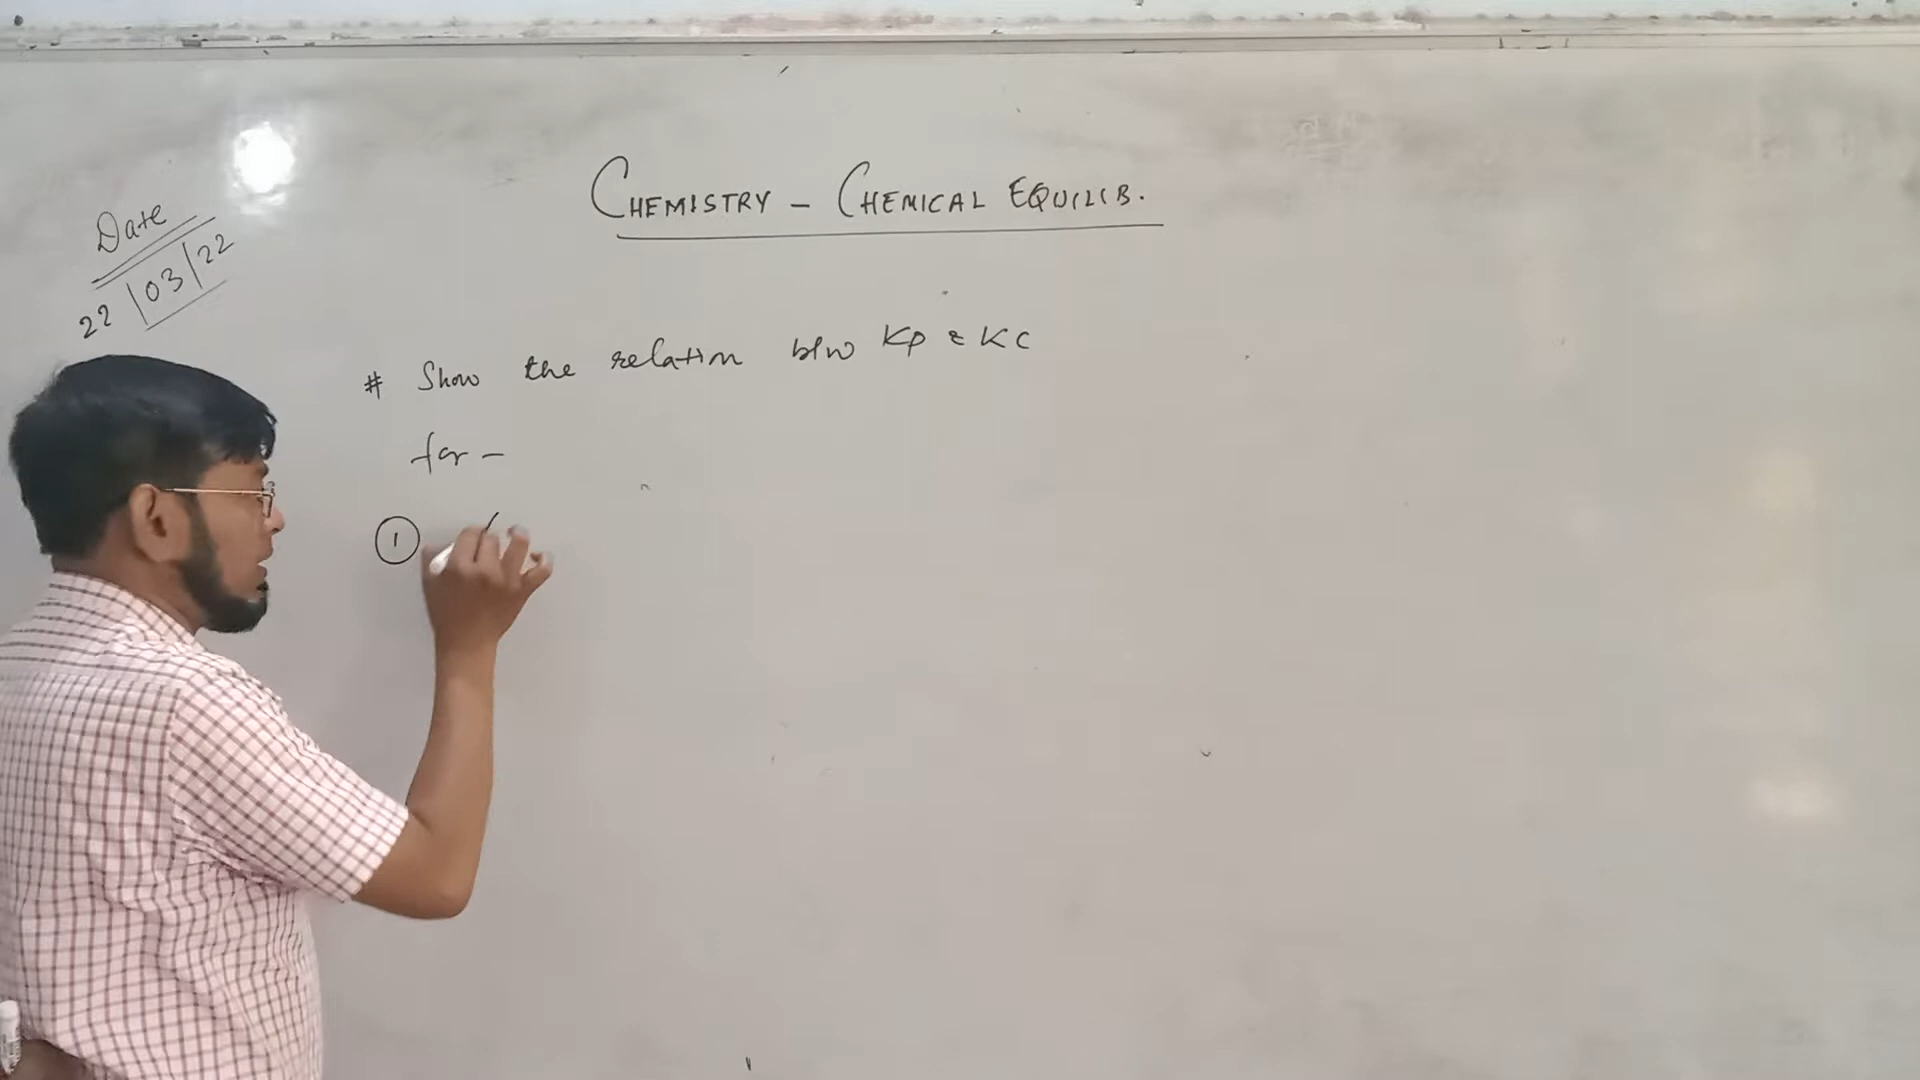 CHEMISTRY - CHEMICAL EQUILIB.
Date
22/03/22
# Show the relation b/w Kp & Kc
for -
①